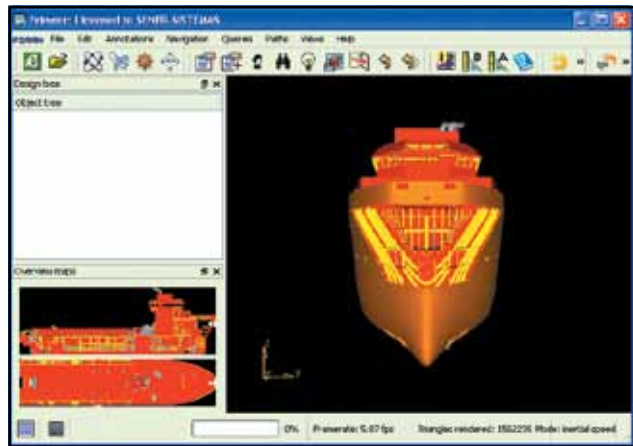 licensed to SENER-SISTEMAS
File Edit Annotations Navigation Queries Paths Views Help
Design tree
Object tree
Overview maps
0% Framerate: 5.07 fps Triangles rendered: Mode: inertial speed